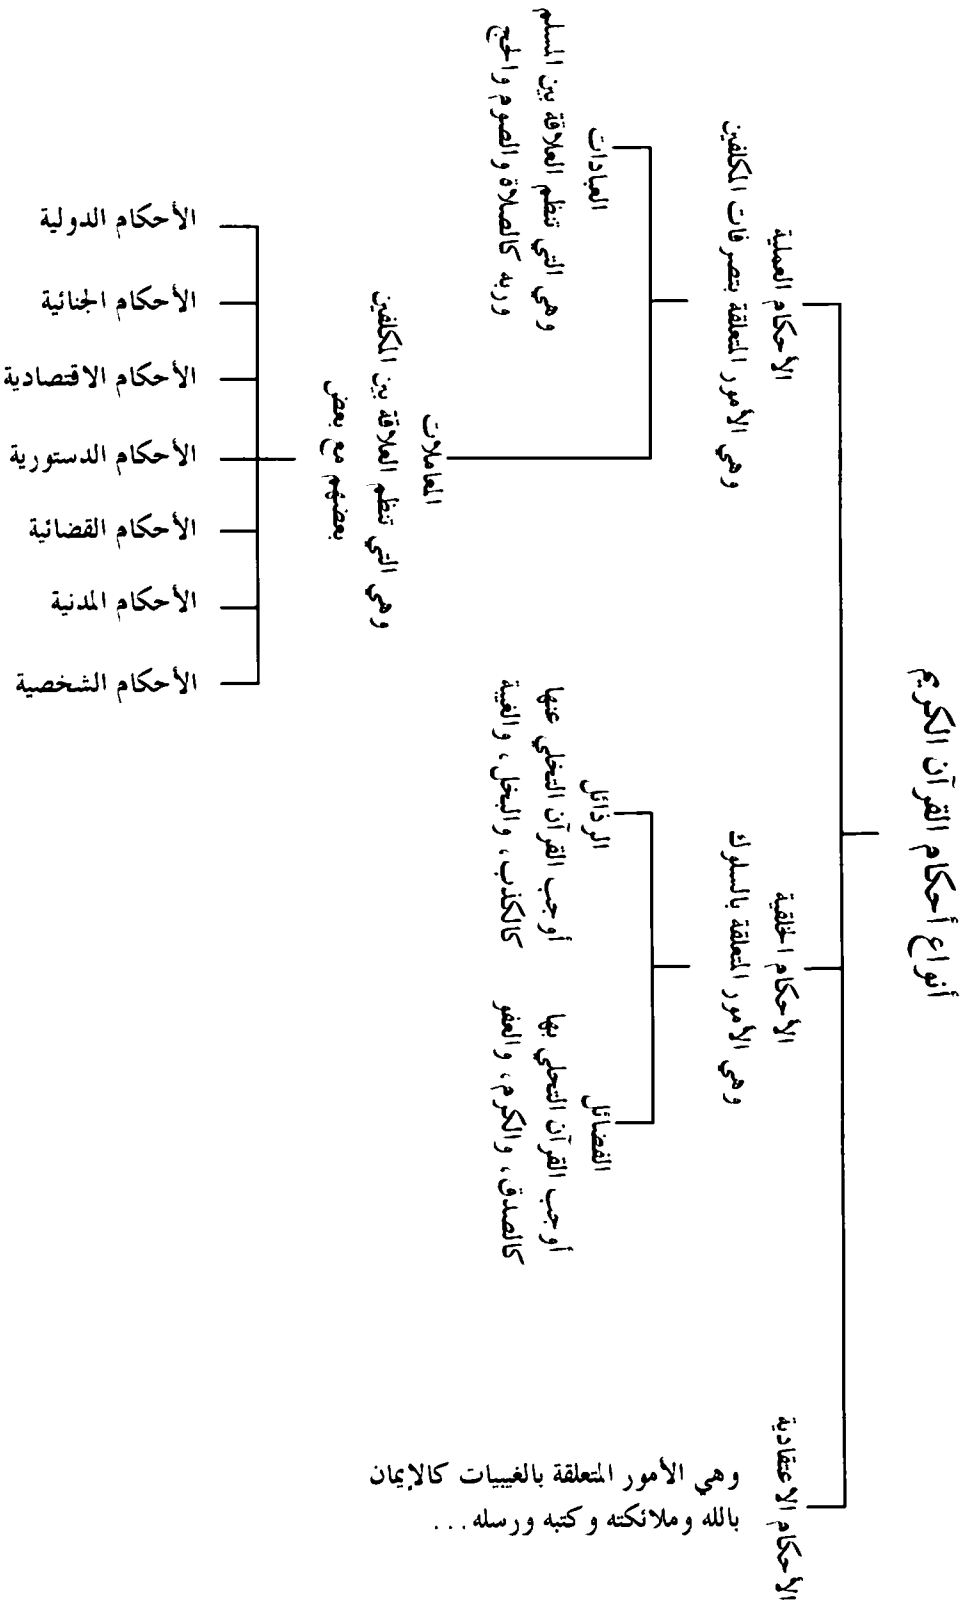 أنواع أحكام القرآن الكريم
الأحكام الاعتقادية
وهي الأمور المتعلقة بالغيبيات كالإيمان
بالله وملائكته وكتبه ورسله...
الأحكام الخلقية
وهي الأمور المتعلقة بالسلوك
الفضائل
أوجب القرآن التحلي بها
كالصدق، والكرم، والعفو
الرذائل
أوجب القرآن التخلي عنها
كالكذب، والبخل، والغيبة
الأحكام العملية
وهي الأمور المتعلقة بتصرفات المكلفين
العبادات
وهي التي تنظم العلاقة بين المسلم
وربه كالصلاة والصوم والحج
المعاملات
وهي التي تنظم العلاقة بين المكلفين
بعضهم مع بعض
الأحكام الدولية
الأحكام الجنائية
الأحكام الاقتصادية
الأحكام الدستورية
الأحكام القضائية
الأحكام المدنية
الأحكام الشخصية